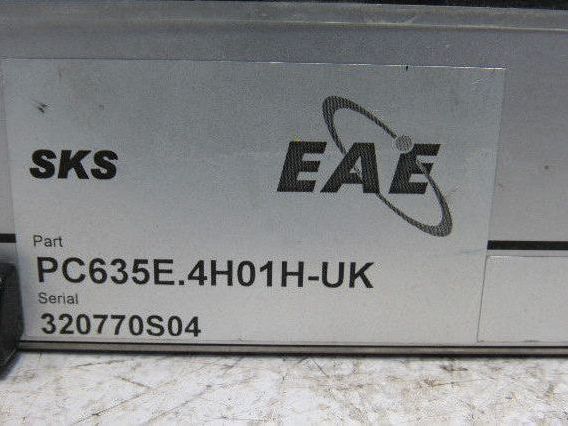 SKS
EAE
Part
PC635E.4H01H-UK
Serial
320770S04